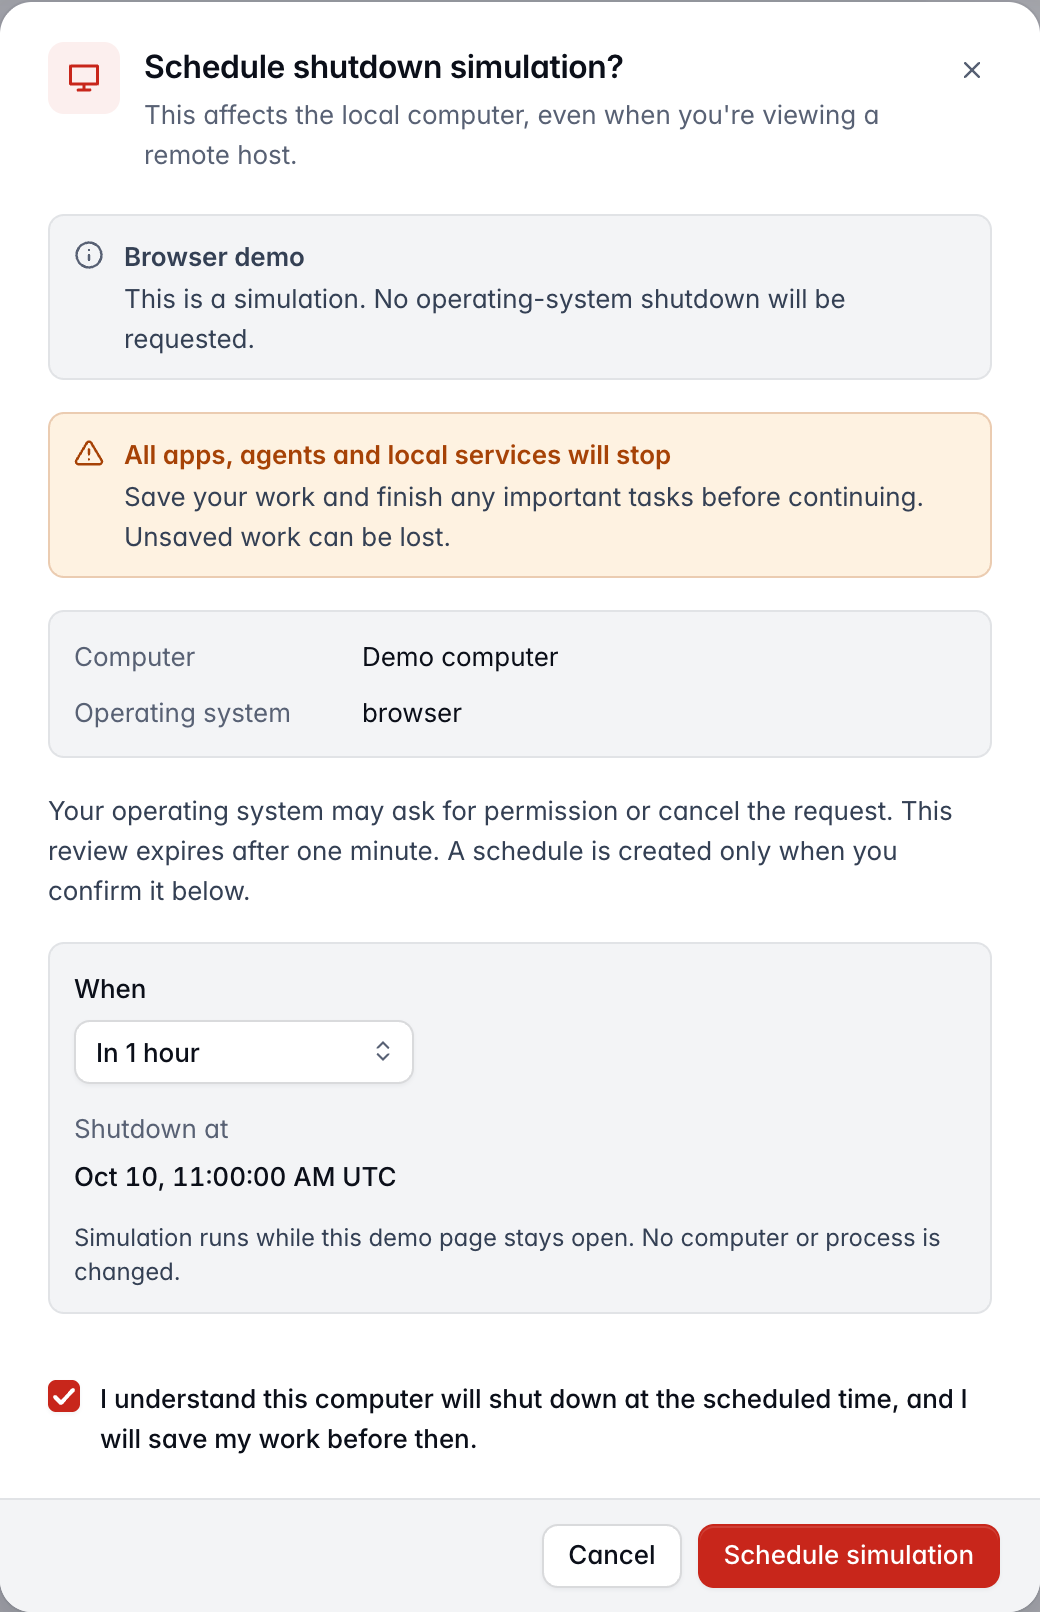 Schedule shutdown simulation?
This affects the local computer, even when you're viewing a
remote host.
Browser demo
This is a simulation. No operating-system shutdown will be
requested.
All apps, agents and local services will stop
Save your work and finish any important tasks before continuing.
Unsaved work can be lost.
Computer Demo computer
Operating system browser
Your operating system may ask for permission or cancel the request. This
review expires after one minute. A schedule is created only when you
confirm it below.
When
In 1 hour
Shutdown at
Oct 10, 11:00:00 AM UTC
Simulation runs while this demo page stays open. No computer or process is
changed.
I understand this computer will shut down at the scheduled time, and I
will save my work before then.
Cancel Schedule simulation